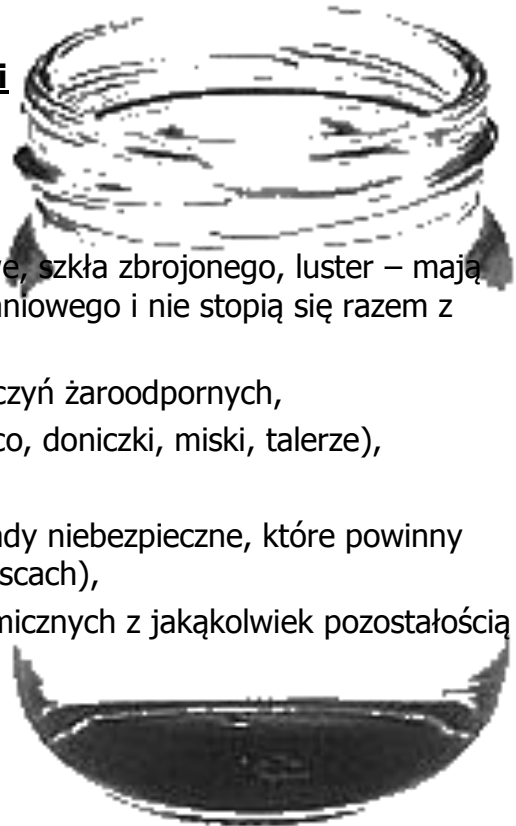 i
szkła zbrojonego, luster – mają
aniowego i nie stopią się razem z
czyń żaroodpornych,
co, doniczki, miski, talerze),
ady niebezpieczne, które powinny
scach),
micznych z jakąkolwiek pozostałością